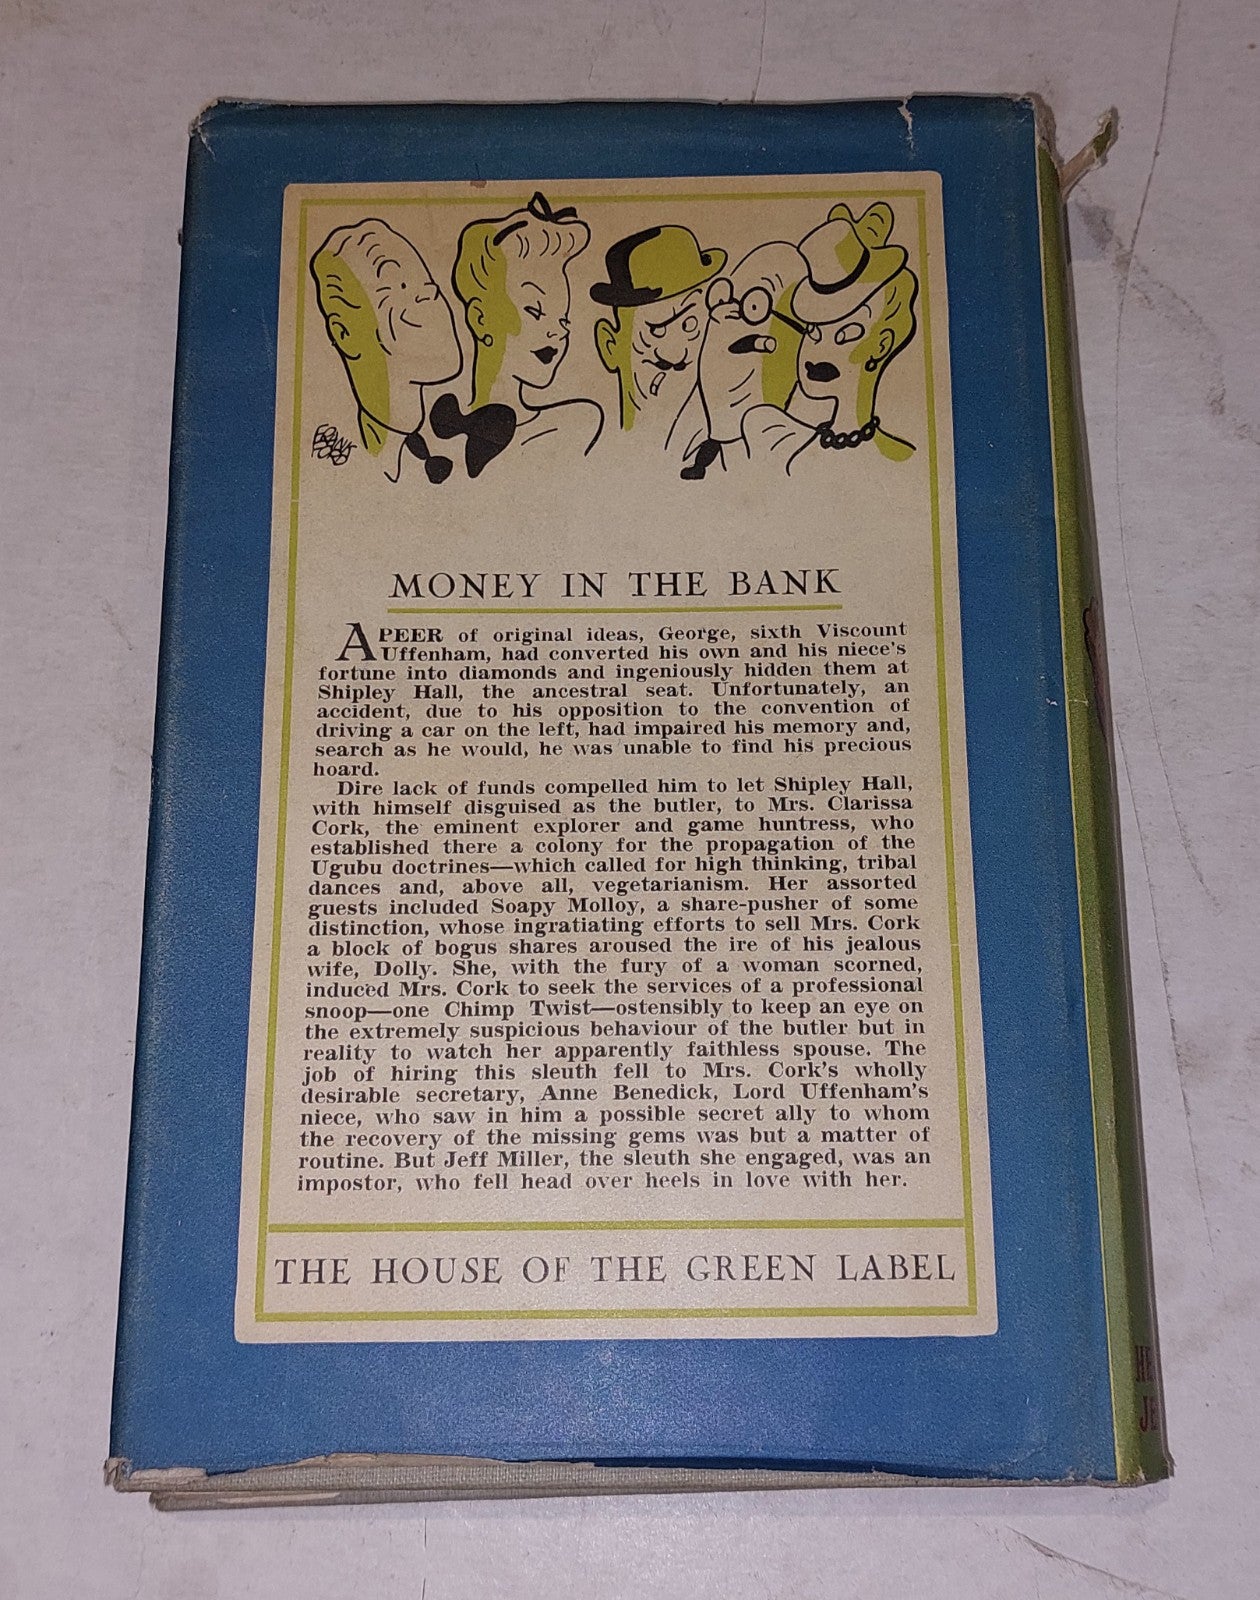 FRANK
FORD
MONEY IN THE BANK
A PEER of original ideas, George, sixth Viscount
Uffenham, had converted his own and his niece's
fortune into diamonds and ingeniously hidden them at
Shipley Hall, the ancestral seat. Unfortunately, an
accident, due to his opposition to the convention of
driving a car on the left, had impaired his memory and,
search as he would, he was unable to find his precious
hoard.
Dire lack of funds compelled him to let Shipley Hall,
with himself disguised as the butler, to Mrs. Clarissa
Cork, the eminent explorer and game huntress, who
established there a colony for the propagation of the
Ugubu doctrines—which called for high thinking, tribal
dances and, above all, vegetarianism. Her assorted
guests included Soapy Molloy, a share-pusher of some
distinction, whose ingratiating efforts to sell Mrs. Cork
a block of bogus shares aroused the ire of his jealous
wife, Dolly. She, with the fury of a woman scorned,
induced Mrs. Cork to seek the services of a professional
snoop—one Chimp Twist—ostensibly to keep an eye on
the extremely suspicious behaviour of the butler but in
reality to watch her apparently faithless spouse. The
job of hiring this sleuth fell to Mrs. Cork's wholly
desirable secretary, Anne Benedick, Lord Uffenham's
niece, who saw in him a possible secret ally to whom
the recovery of the missing gems was but a matter of
routine. But Jeff Miller, the sleuth she engaged, was an
impostor, who fell head over heels in love with her.
THE HOUSE OF THE GREEN LABEL
HE
JE